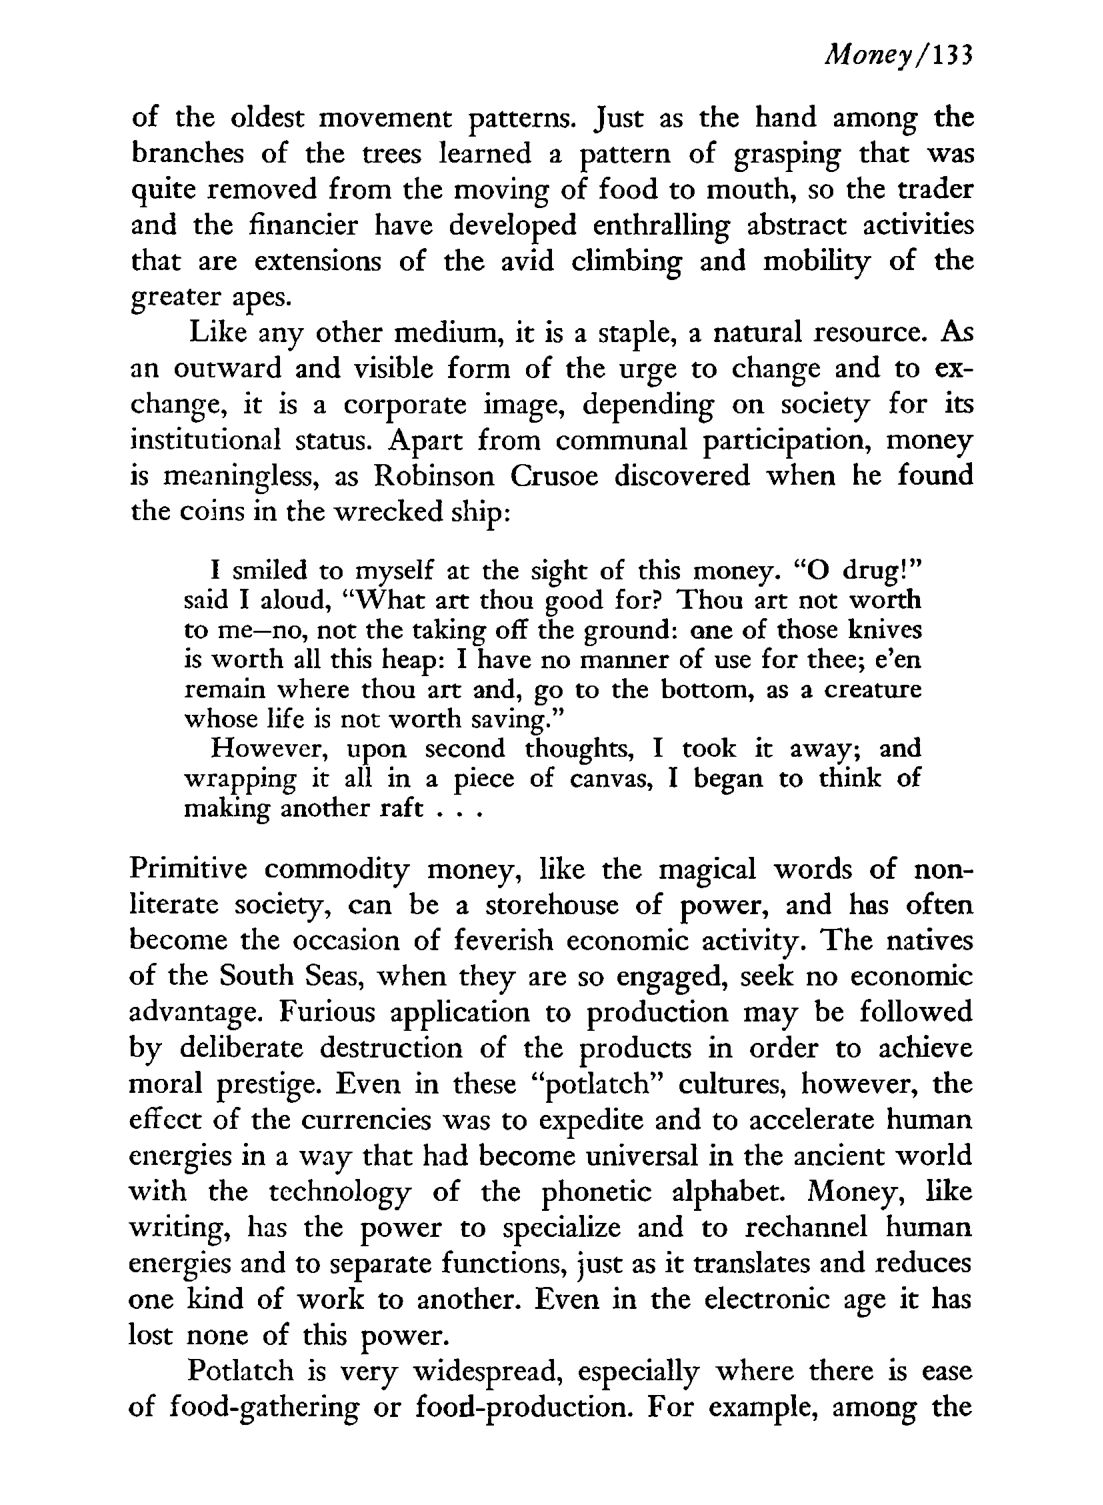 Money/133
of the oldest movement patterns. Just as the hand among the
branches of the trees learned a pattern of grasping that was
quite removed from the moving of food to mouth, so the trader
and the financier have developed enthralling abstract activities
that are extensions of the avid climbing and mobility of the
greater apes.
Like any other medium, it is a staple, a natural resource. As
an outward and visible form of the urge to change and to ex-
change, it is a corporate image, depending on society for its
institutional status. Apart from communal participation, money
is meaningless, as Robinson Crusoe discovered when he found
the coins in the wrecked ship:
I smiled to myself at the sight of this money. “O drug!”
said I aloud, “What art thou good for? Thou art not worth
to me—no, not the taking off the ground: one of those knives
is worth all this heap: I have no manner of use for thee; e’en
remain where thou art and, go to the bottom, as a creature
whose life is not worth saving.”
However, upon second thoughts, I took it away; and
wrapping it all in a piece of canvas, I began to think of
making another raft . . .
Primitive commodity money, like the magical words of non-
literate society, can be a storehouse of power, and has often
become the occasion of feverish economic activity. The natives
of the South Seas, when they are so engaged, seek no economic
advantage. Furious application to production may be followed
by deliberate destruction of the products in order to achieve
moral prestige. Even in these “potlatch” cultures, however, the
effect of the currencies was to expedite and to accelerate human
energies in a way that had become universal in the ancient world
with the technology of the phonetic alphabet. Money, like
writing, has the power to specialize and to rechannel human
energies and to separate functions, just as it translates and reduces
one kind of work to another. Even in the electronic age it has
lost none of this power.
Potlatch is very widespread, especially where there is ease
of food-gathering or food-production. For example, among the